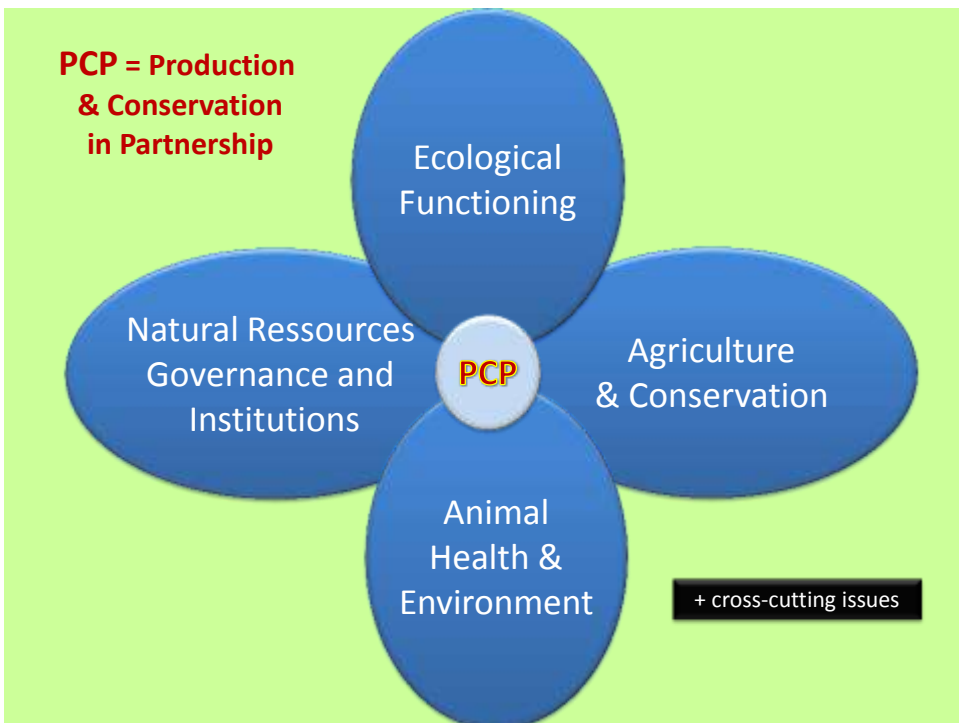 PCP = Production
& Conservation
in Partnership
Ecological
Functioning
Natural Ressources
Governance and
Institutions
PCP
Agriculture
& Conservation
Animal
Health &
Environment
+ cross-cutting issues